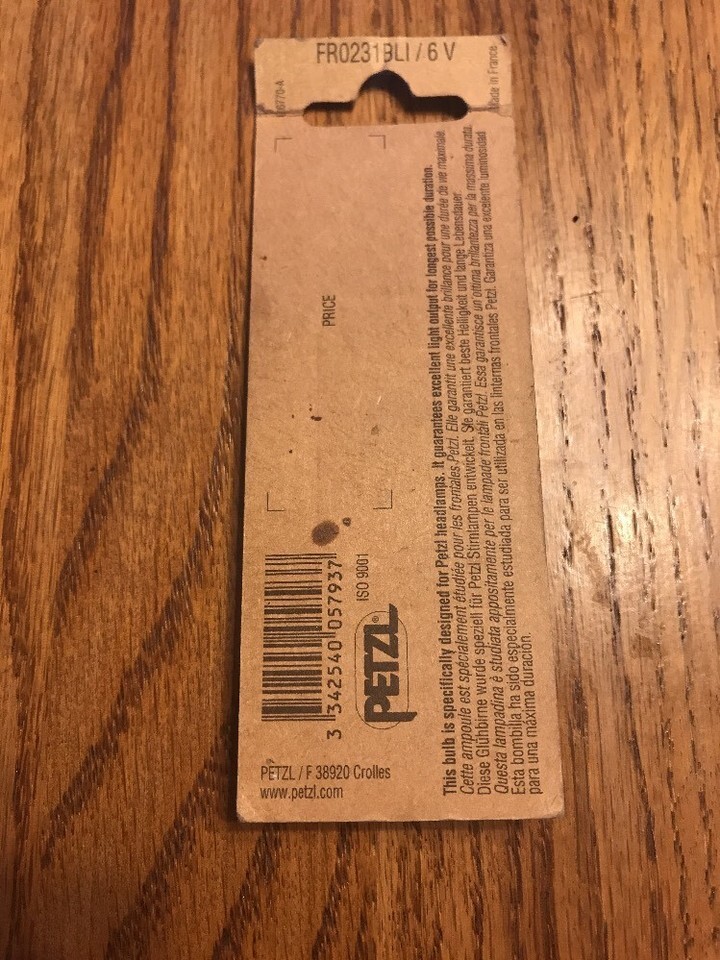 FR0231BLI / 6 V
Made in France
PRICE
ISO 9001
3 342540 057937
PETZL®
PETZL / F 38920 Crolles
www.petzl.com
This bulb is specifically designed for Petzl headlamps. It guarantees excellent light output for longest possible duration.
Cette ampoule est spécialement étudiée pour les frontales Petzl. Elle garantit une excellente brillance pour une durée de vie maximale.
Diese Glühbirne wurde speziell für Petzl Stirnlampen entwickelt. Sie garantiert beste Helligkeit und lange Lebensdauer.
Questa lampadina è studiata appositamente per le lampade frontali Petzl. Essa garantisce un'ottima brillantezza per la massima durata.
Esta bombilla ha sido especialmente estudiada para ser utilizada en las linternas frontales Petzl. Garantiza una excelente luminosidad
para una máxima duración.